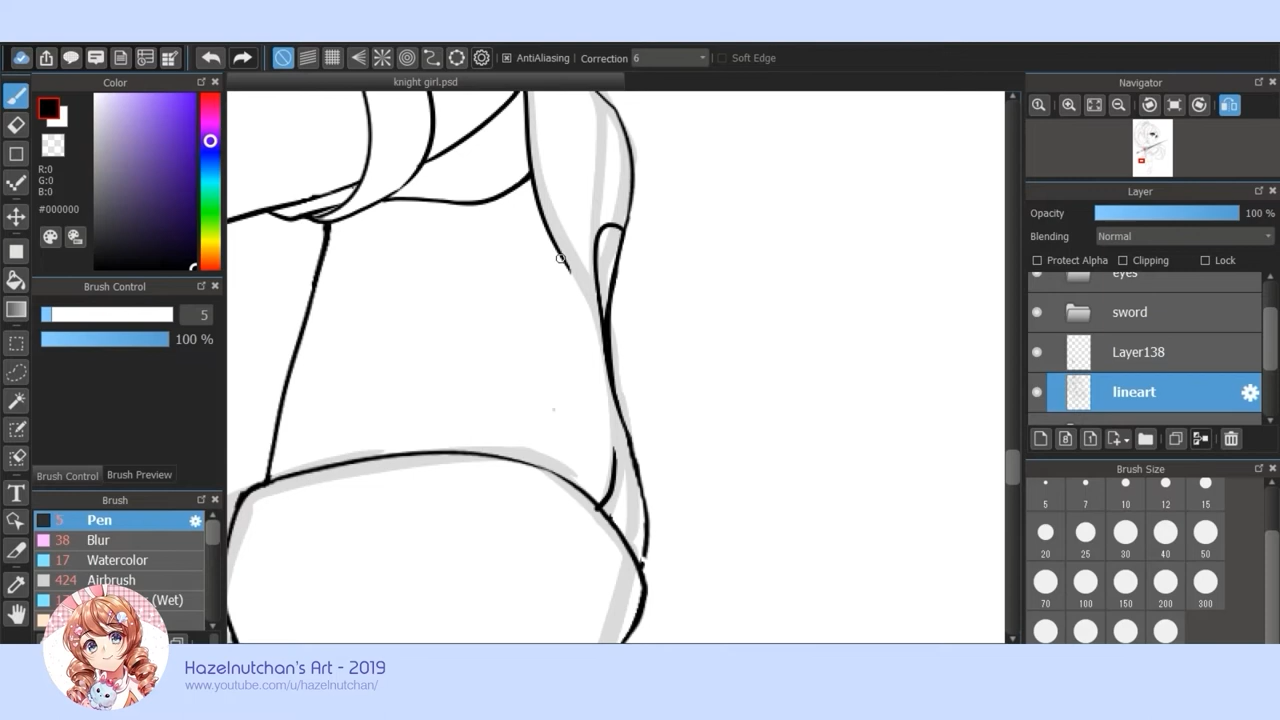 AntiAliasing Correction 6 Soft Edge
Color
knight girl.psd
Navigator
R:0
G:0
B:0
#000000
Layer
Opacity 100 %
Blending Normal
Protect Alpha Clipping Lock
eyes
sword
Layer138
lineart
Brush Control
5
100 %
Brush Control Brush Preview
Brush
5 Pen
38 Blur
17 Watercolor
424 Airbrush
(Wet)
Brush Size
5 7 10 12 15
20 25 30 40 50
70 100 150 200 300
T
Hazelnutchan's Art - 2019
www.youtube.com/u/hazelnutchan/